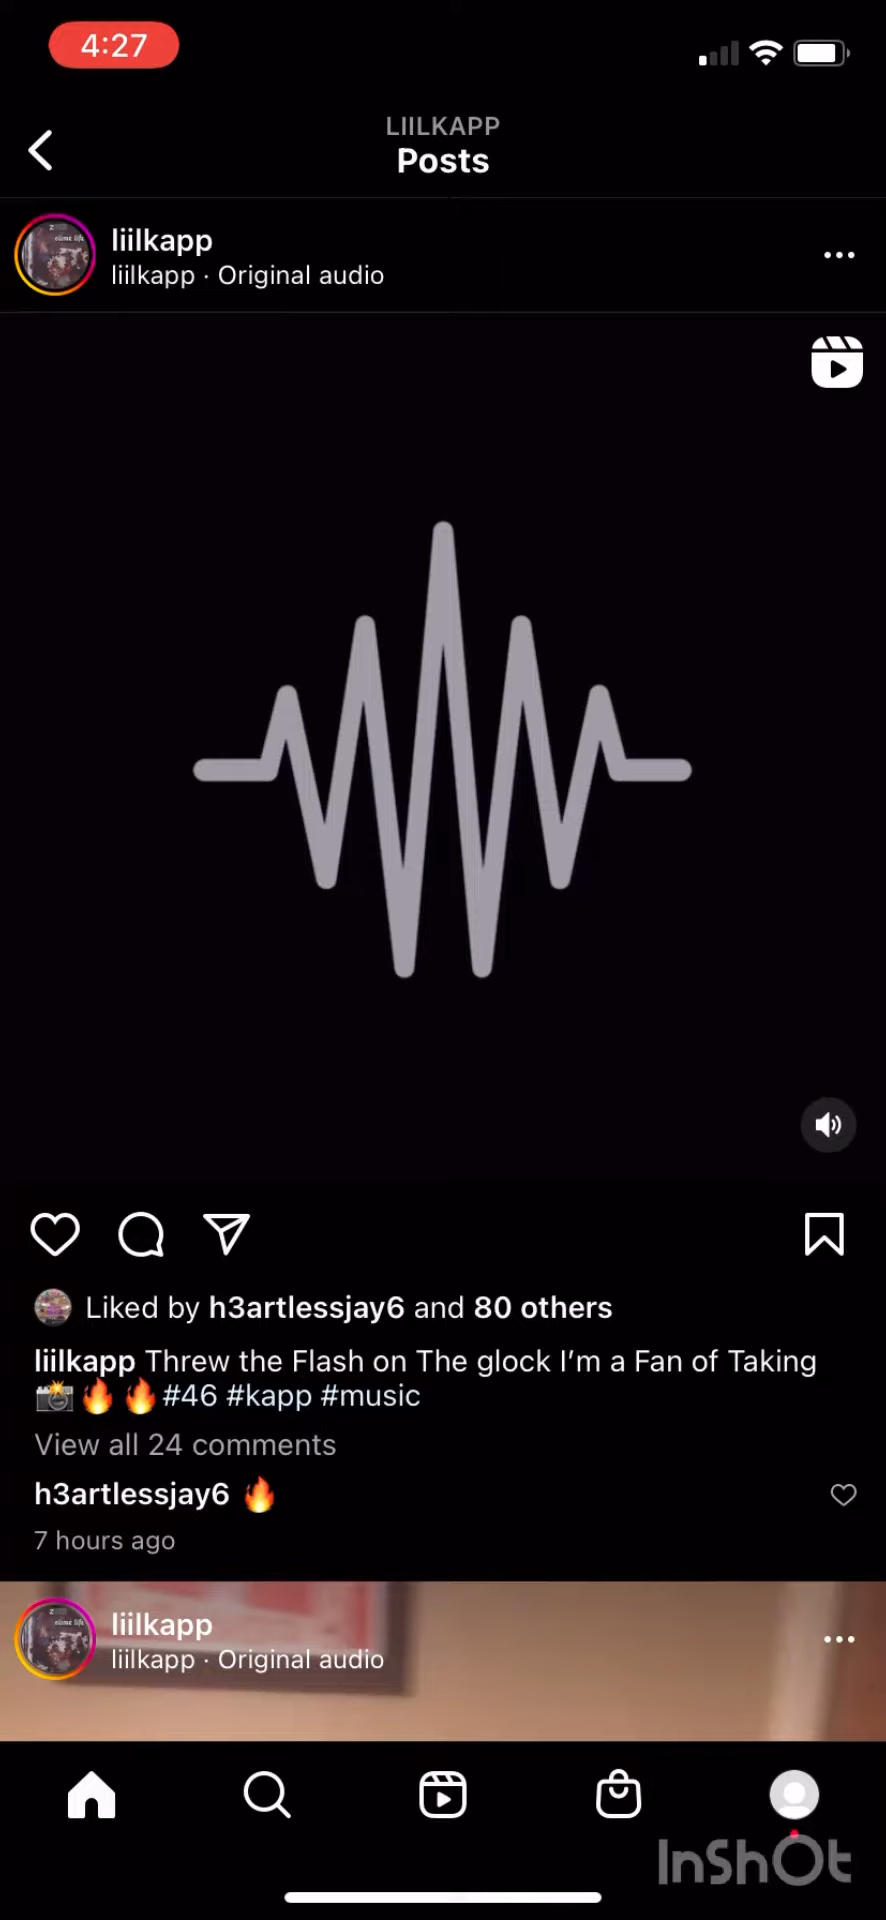 4:27
LIILKAPP
Posts
liilkapp
liilkapp · Original audio
liilkapp Threw the Flash on The glock I’m a Fan of Taking
📸🔥🔥#46 #kapp #music
Liked by h3artlessjay6 and 80 others
View all 24 comments
h3artlessjay6 🔥
7 hours ago
liilkapp
liilkapp · Original audio
InShOt